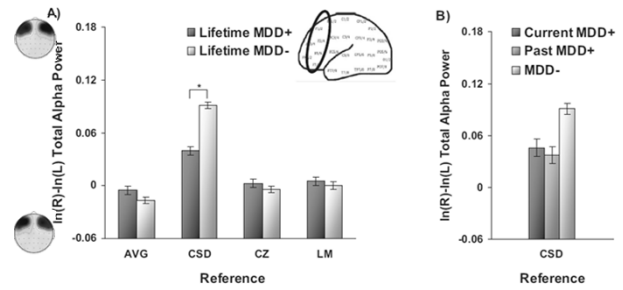 A)
Lifetime MDD+
Lifetime MDD-
ln(R)-ln(L) Total Alpha Power
0.18
0.12
0.06
0
-0.06
*
AVG
CSD
CZ
LM
Reference
B)
Current MDD+
Past MDD+
MDD-
ln(R)-ln(L) Total Alpha Power
0.18
0.12
0.06
0
-0.06
CSD
Reference